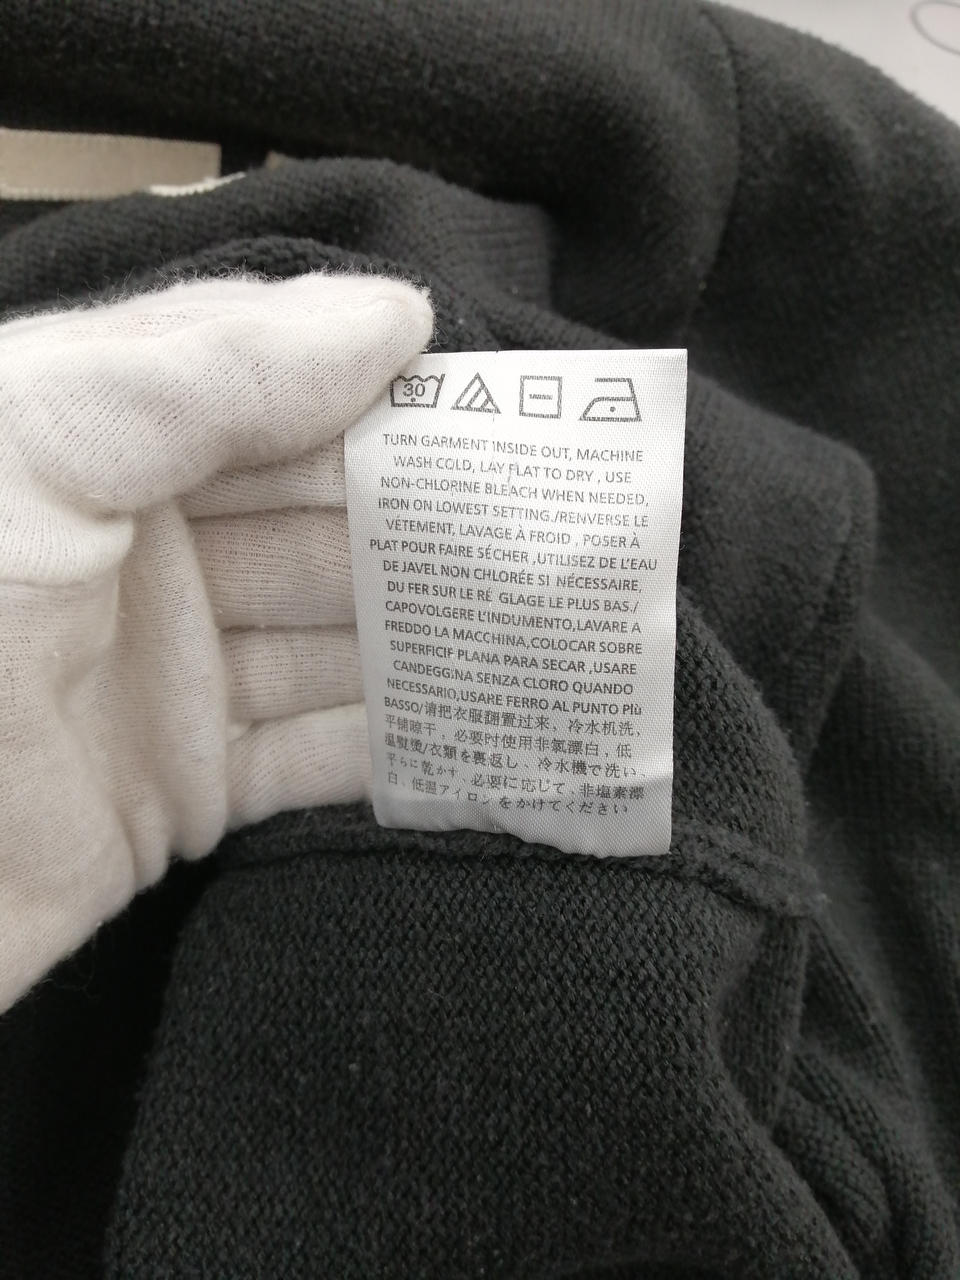 30
TURN GARMENT INSIDE OUT, MACHINE
WASH COLD, LAY FLAT TO DRY , USE
NON-CHLORINE BLEACH WHEN NEEDED,
IRON ON LOWEST SETTING./RENVERSE LE
VÉTEMENT, LAVAGE À FROID , POSER À
PLAT POUR FAIRE SÉCHER ,UTILISEZ DE L'EAU
DE JAVEL NON CHLORÉE SI NÉCESSAIRE,
DU FER SUR LE RÉ GLAGE LE PLUS BAS./
CAPOVOLGERE L'INDUMENTO,LAVARE A
FREDDO LA MACCHINA,COLOCAR SOBRE
SUPERFICIF PLANA PARA SECAR ,USARE
CANDEGGINA SENZA CLORO QUANDO
NECESSARIO,USARE FERRO AL PUNTO PIù
BASSO/请把衣服翻置过来、冷水机洗、
平铺晾干，必要时使用非氯漂白，低
温熨烫/衣類を裏返し、冷水機で洗い、
平らに乾かす、必要に応じて、非塩素漂
白、低温アイロンをかけてください